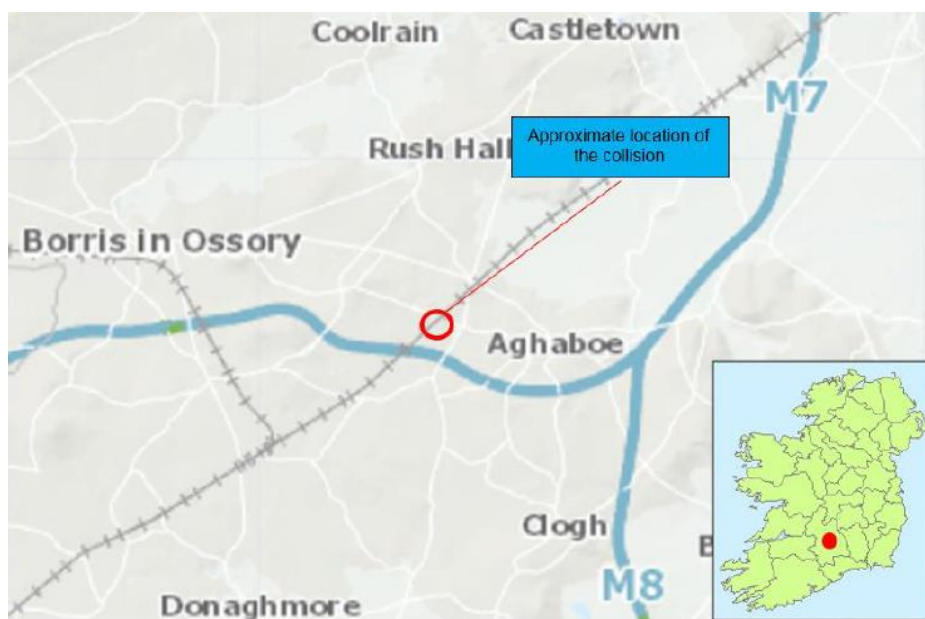 Coolrain
Castletown
M7
Approximate location of
the collision
Rush Hall
Borris in Ossory
Aghaboe
Clogh
M8
Donaghmore